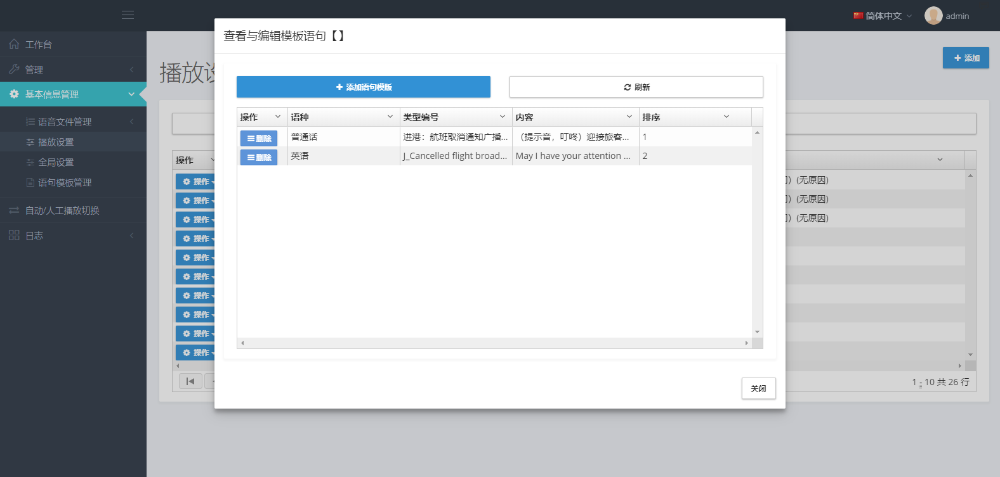 简体中文
admin
工作台
管理
基本信息管理
语音文件管理
播放设置
全局设置
语句模板管理
自动/人工播放切换
日志
播放设
添加
查看与编辑模板语句【】
添加语句模版
刷新
操作 语种 类型编号 内容 排序
删除 普通话 进港：航班取消通知广播... （提示音，叮咚）迎接旅客... 1
删除 英语 J_Cancelled flight broad... May I have your attention ... 2
关闭
操作
操作 (无原因)
操作 (无原因)
操作 (无原因)
操作
操作
操作
操作
操作
操作
操作
1 - 10 共 26 行